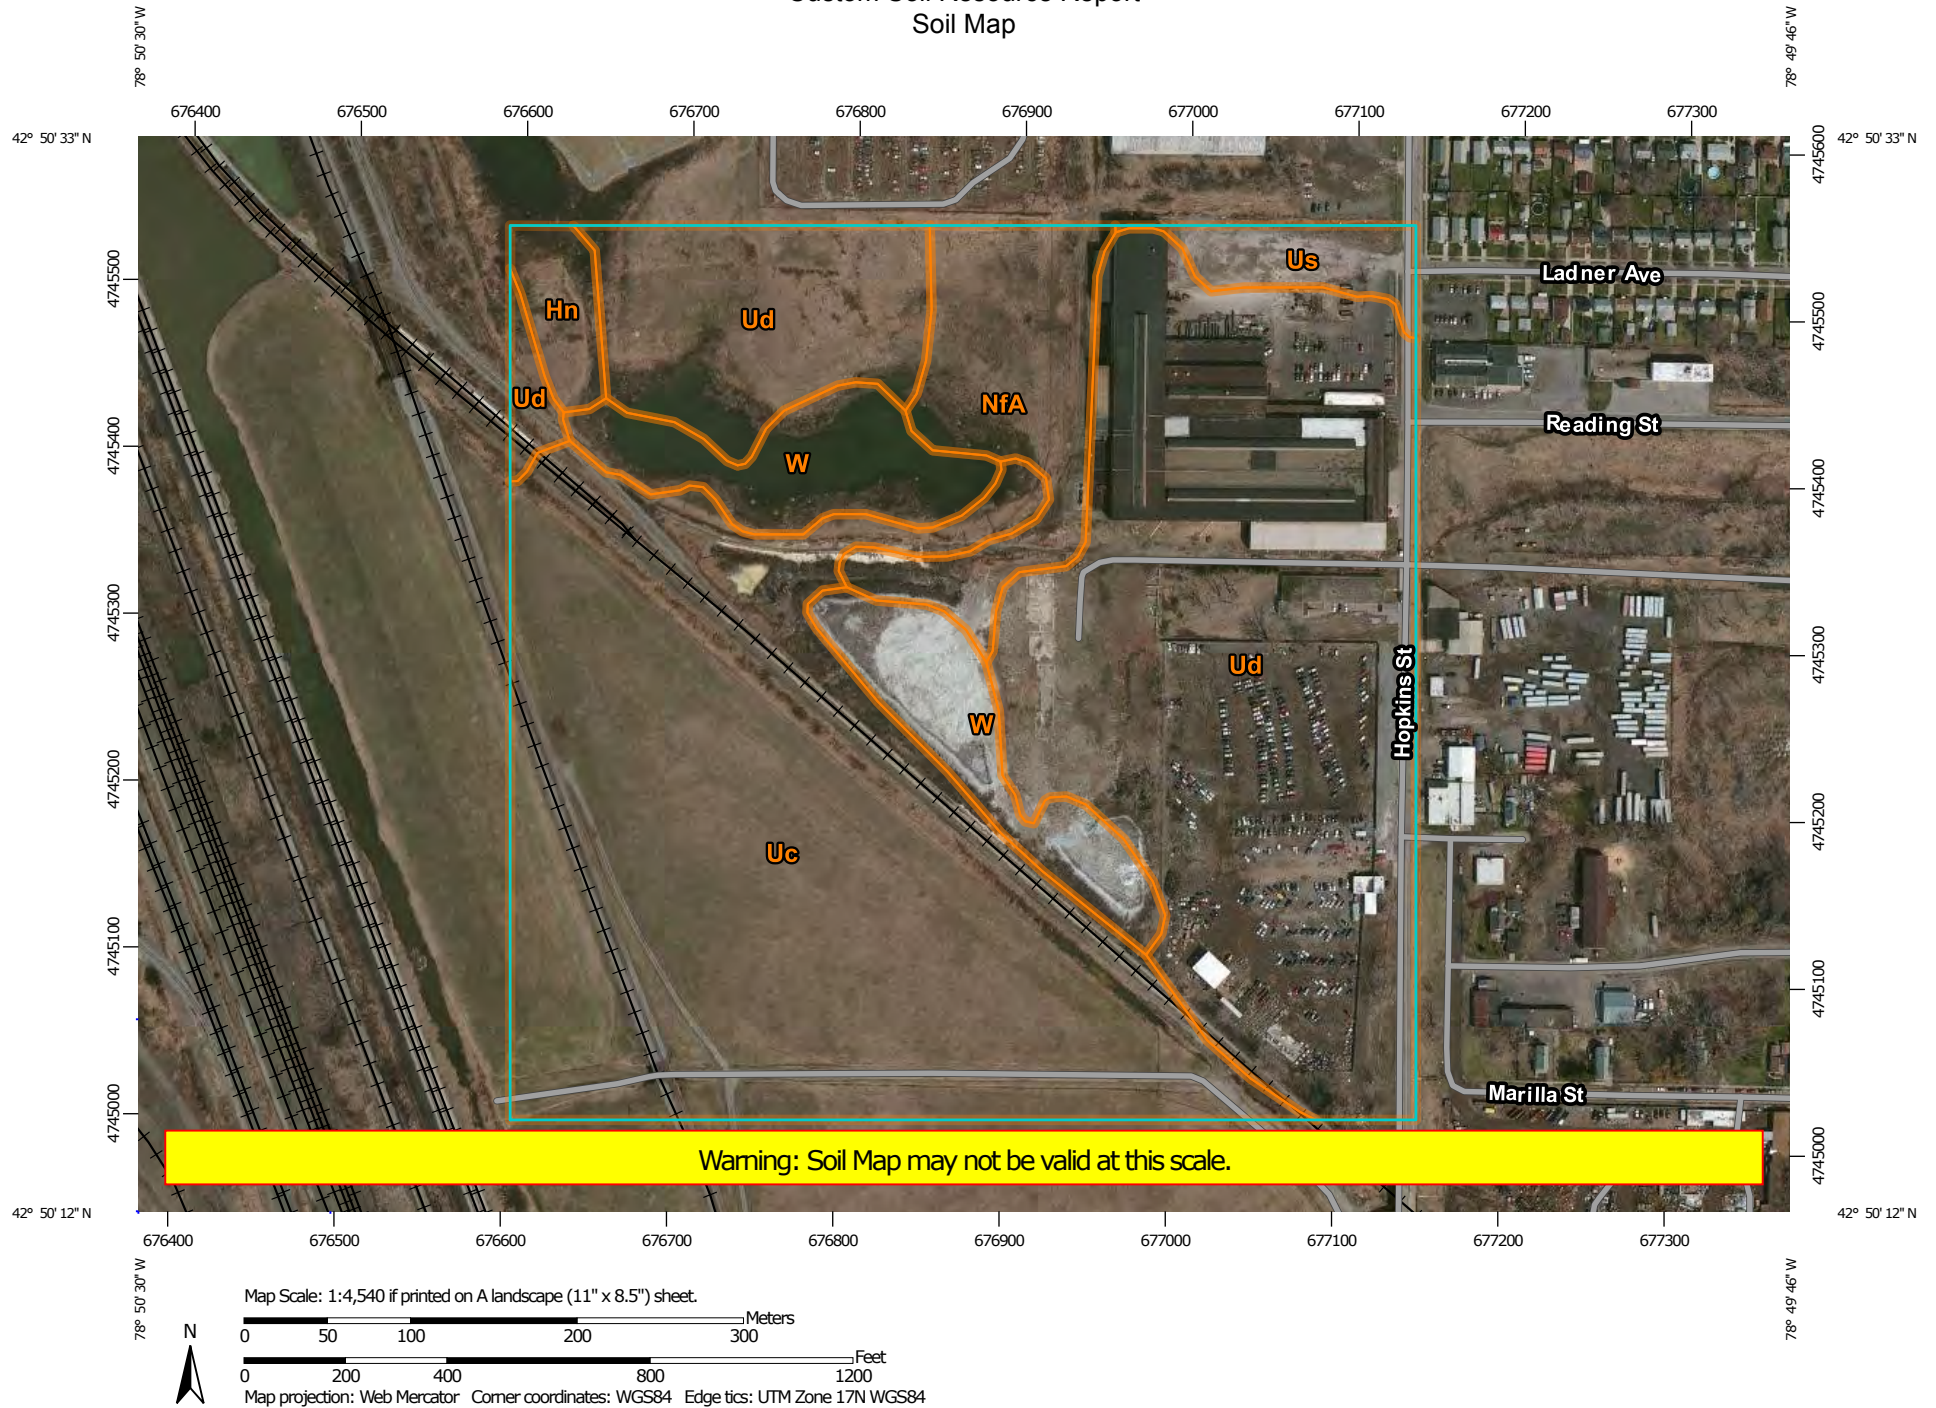 Soil Map
78° 50' 30" W
78° 49' 46" W
676400 676500 676600 676700 676800 676900 677000 677100 677200 677300
42° 50' 33" N
42° 50' 33" N
4745600
4745500
4745500
4745400
4745400
4745300
4745300
4745200
4745200
4745100
4745100
4745000
4745000
Us
Ladner Ave
Hn
Ud
Ud
NfA
Reading St
W
Ud
Hopkins St
W
Uc
Marilla St
Warning: Soil Map may not be valid at this scale.
42° 50' 12" N
42° 50' 12" N
676400 676500 676600 676700 676800 676900 677000 677100 677200 677300
78° 50' 30" W
78° 49' 46" W
Map Scale: 1:4,540 if printed on A landscape (11" x 8.5") sheet.
Meters
N
0 50 100 200 300
Feet
0 200 400 800 1200
Map projection: Web Mercator Corner coordinates: WGS84 Edge tics: UTM Zone 17N WGS84